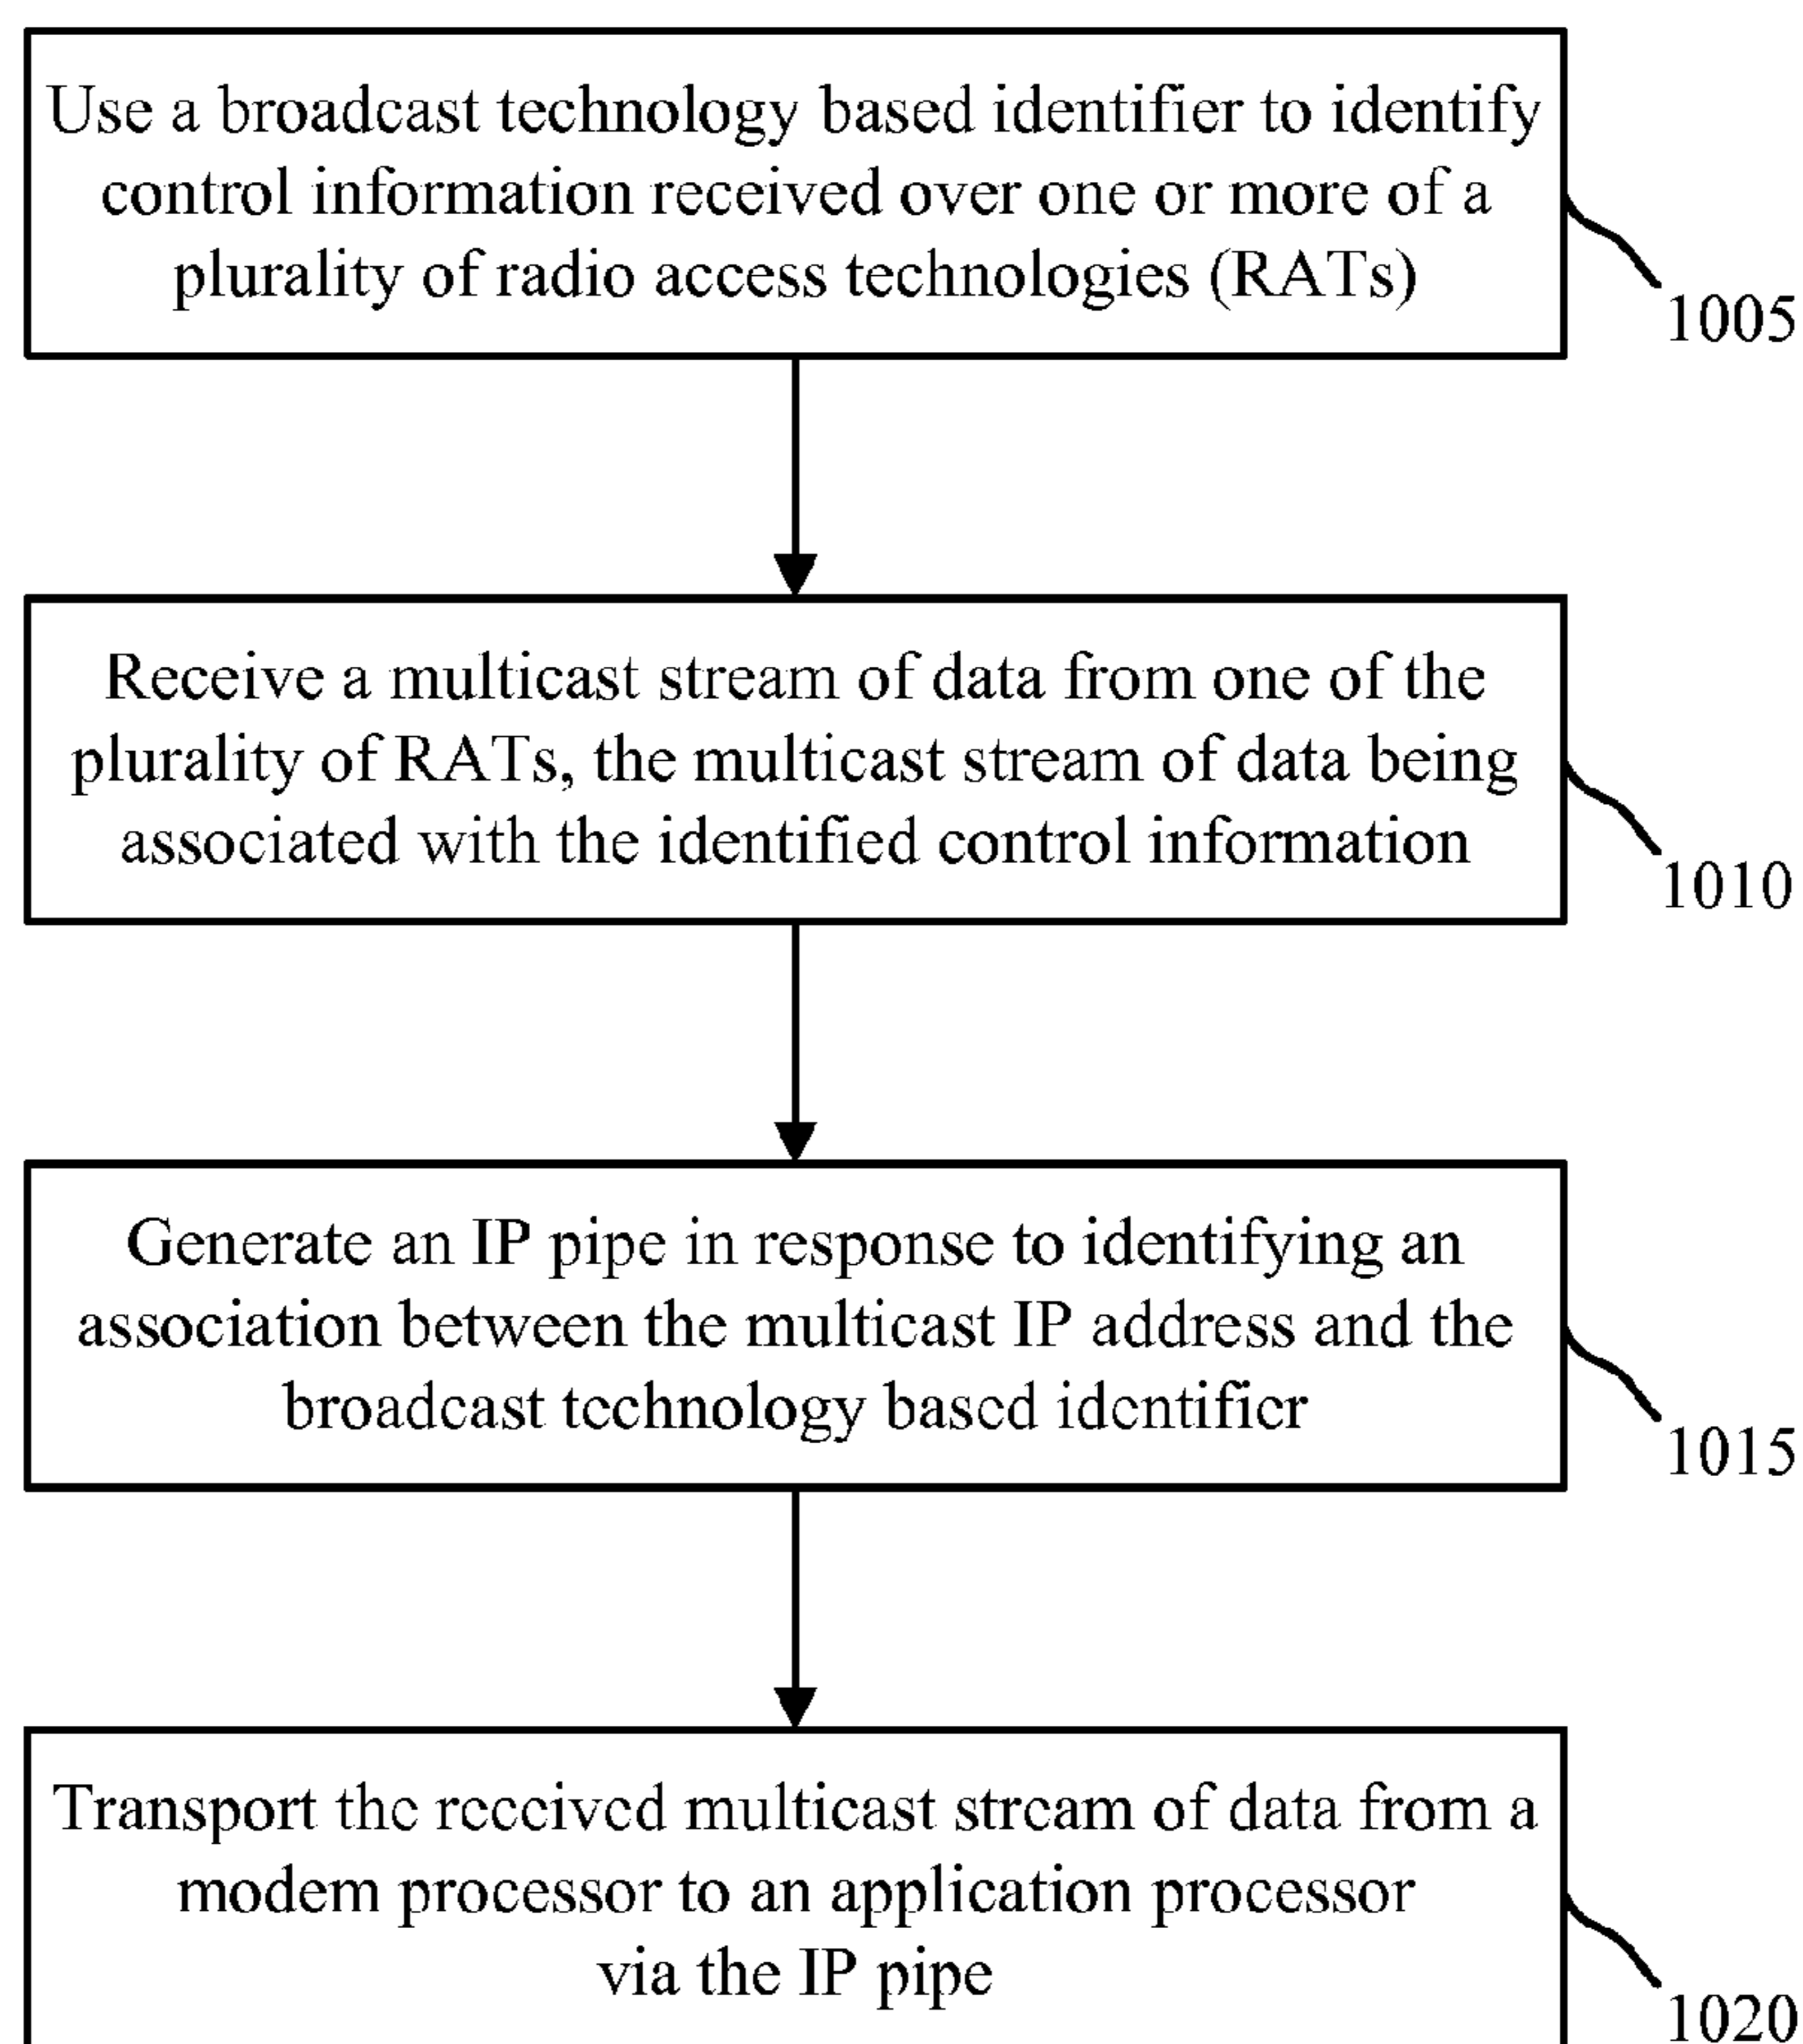 Use a broadcast technology based identifier to identify
control information received over one or more of a
plurality of radio access technologies (RATs)
1005
Receive a multicast stream of data from one of the
plurality of RATs, the multicast stream of data being
associated with the identified control information
1010
Generate an IP pipe in response to identifying an
association between the multicast IP address and the
broadcast technology based identifier
1015
Transport the received multicast stream of data from a
modem processor to an application processor
via the IP pipe
1020